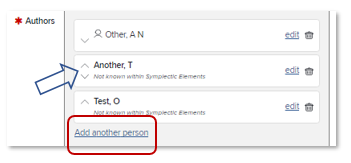 ✱ Authors
Other, A N edit
Another, T edit
Not known within Symplectic Elements
Test, O edit
Not known within Symplectic Elements
Add another person